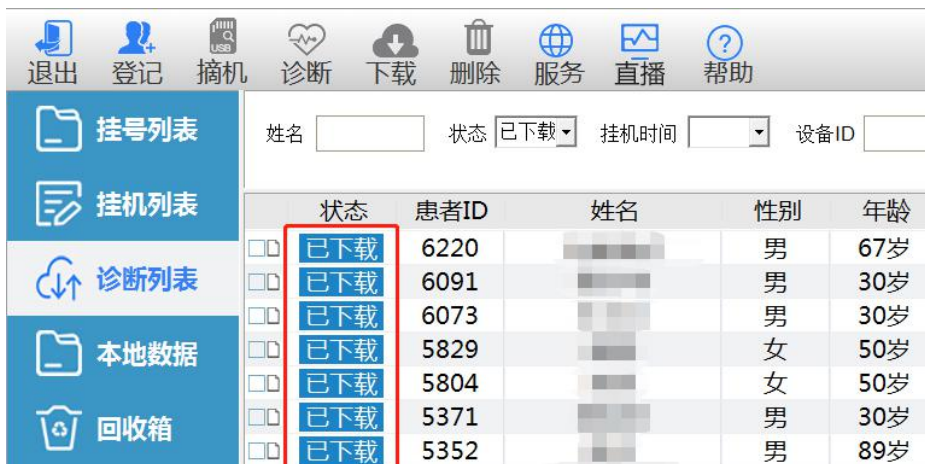 USB
退出 登记 摘机 诊断 下载 删除 服务 直播 帮助
挂号列表
挂机列表
诊断列表
本地数据
回收箱
姓名 状态 已下载 挂机时间 设备ID
状态 患者ID 姓名 性别 年龄
已下载 6220 男 67岁
已下载 6091 男 30岁
已下载 6073 男 30岁
已下载 5829 女 50岁
已下载 5804 女 50岁
已下载 5371 男 30岁
已下载 5352 男 89岁